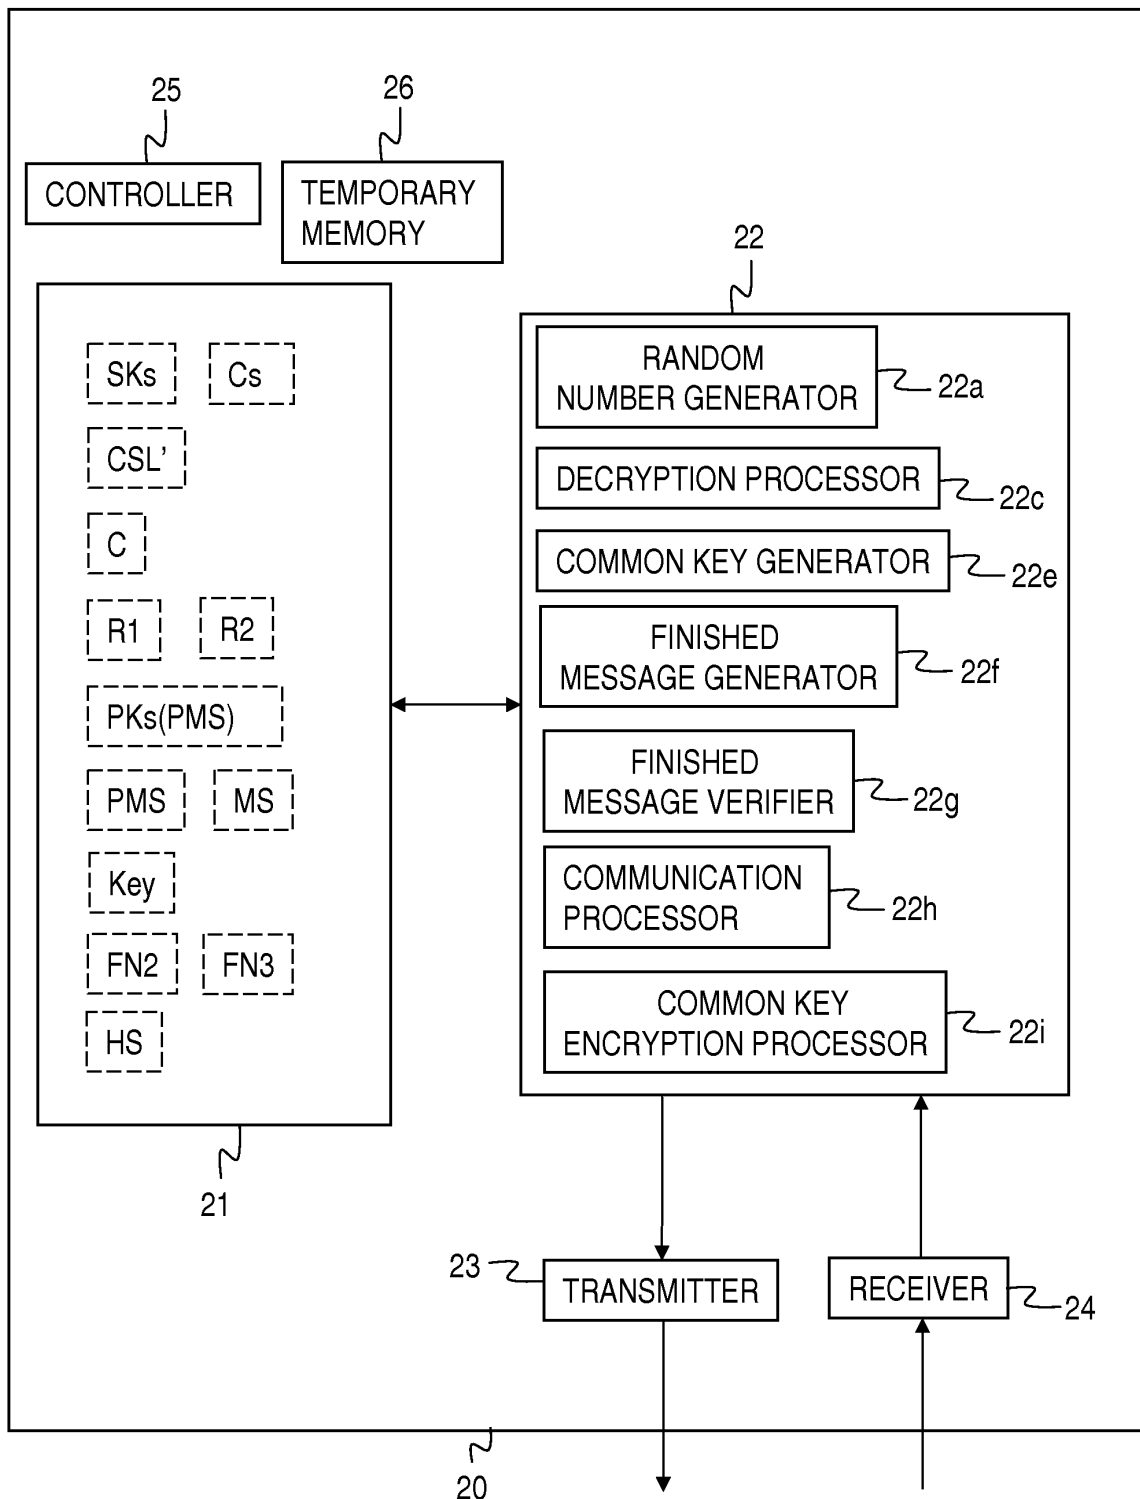 25
26
CONTROLLER
TEMPORARY
MEMORY
22
SKs
Cs
CSL’
C
R1
R2
PKs(PMS)
PMS
MS
Key
FN2
FN3
HS
21
RANDOM
NUMBER GENERATOR
22a
DECRYPTION PROCESSOR
22c
COMMON KEY GENERATOR
22e
FINISHED
MESSAGE GENERATOR
22f
FINISHED
MESSAGE VERIFIER
22g
COMMUNICATION
PROCESSOR
22h
COMMON KEY
ENCRYPTION PROCESSOR
22i
23
TRANSMITTER
RECEIVER
24
20